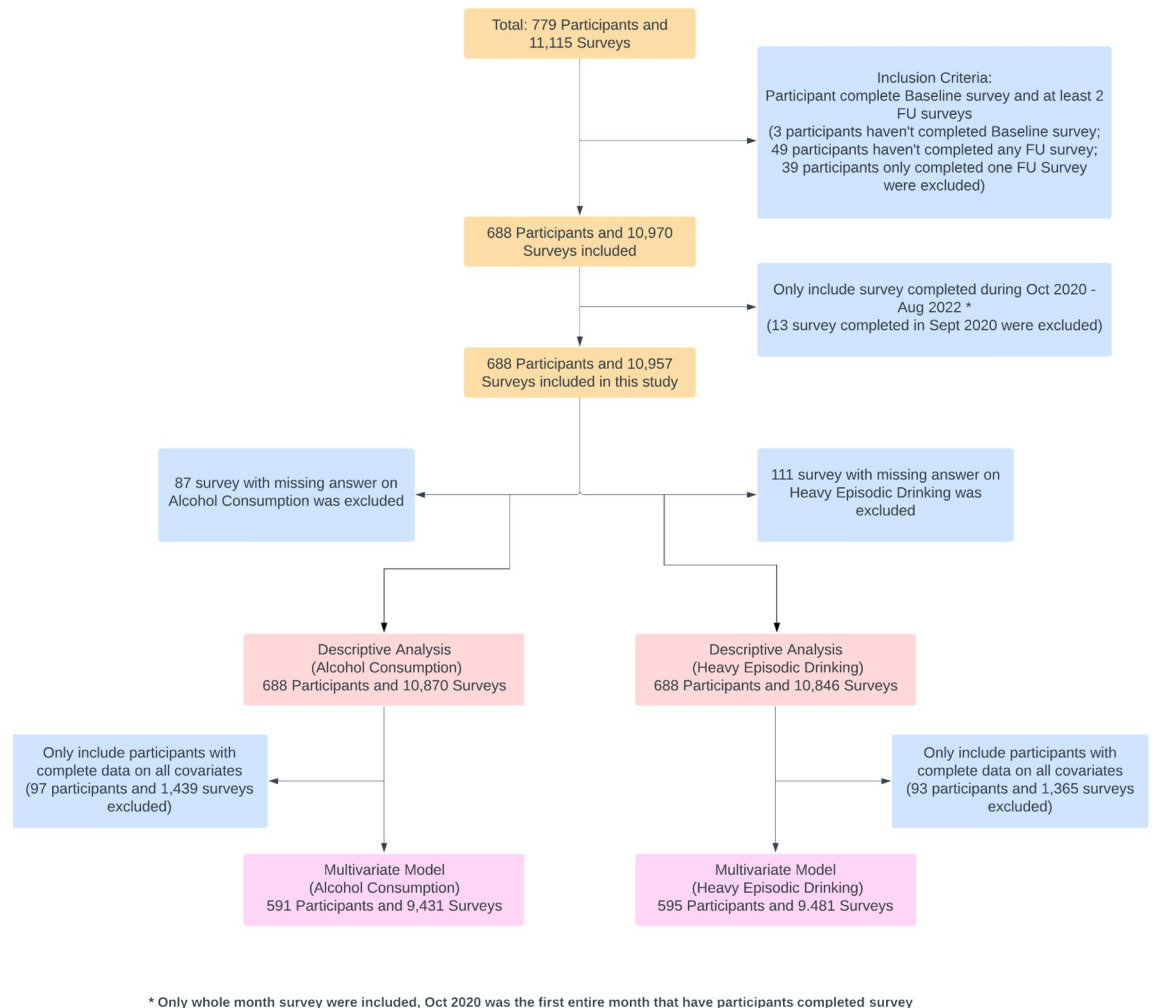 Total: 779 Participants and
11,115 Surveys
Inclusion Criteria:
Participant complete Baseline survey and at least 2
FU surveys
(3 participants haven't completed Baseline survey;
49 participants haven't completed any FU survey;
39 participants only completed one FU Survey
were excluded)
688 Participants and 10,970
Surveys included
Only include survey completed during Oct 2020 -
Aug 2022 *
(13 survey completed in Sept 2020 were excluded)
688 Participants and 10,957
Surveys included in this study
87 survey with missing answer on
Alcohol Consumption was excluded
111 survey with missing answer on
Heavy Episodic Drinking was
excluded
Descriptive Analysis
(Alcohol Consumption)
688 Participants and 10,870 Surveys
Descriptive Analysis
(Heavy Episodic Drinking)
688 Participants and 10,846 Surveys
Only include participants with
complete data on all covariates
(97 participants and 1,439 surveys
excluded)
Only include participants with
complete data on all covariates
(93 participants and 1,365 surveys
excluded)
Multivariate Model
(Alcohol Consumption)
591 Participants and 9,431 Surveys
Multivariate Model
(Heavy Episodic Drinking)
595 Participants and 9.481 Surveys
* Only whole month survey were included, Oct 2020 was the first entire month that have participants completed survey